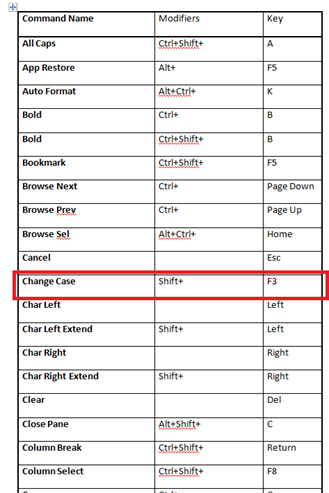 Command Name Modifiers Key
All Caps Ctrl+Shift+ A
App Restore Alt+ F5
Auto Format Alt+Ctrl+ K
Bold Ctrl+ B
Bold Ctrl+Shift+ B
Bookmark Ctrl+Shift+ F5
Browse Next Ctrl+ Page Down
Browse Prev Ctrl+ Page Up
Browse Sel Alt+Ctrl+ Home
Cancel Esc
Change Case Shift+ F3
Char Left Left
Char Left Extend Shift+ Left
Char Right Right
Char Right Extend Shift+ Right
Clear Del
Close Pane Alt+Shift+ C
Column Break Ctrl+Shift+ Return
Column Select Ctrl+Shift+ F8